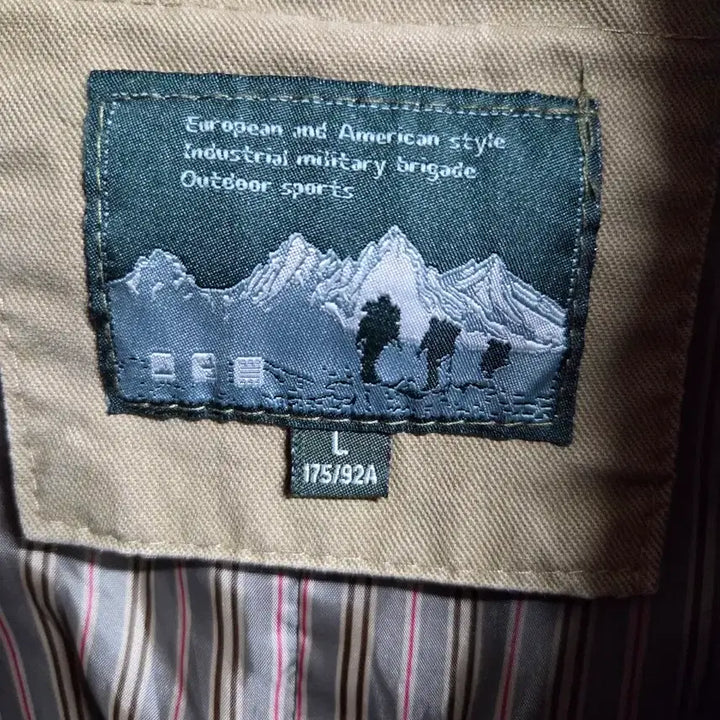 European and American style
Industrial military brigade
Outdoor sports
L
175/92A